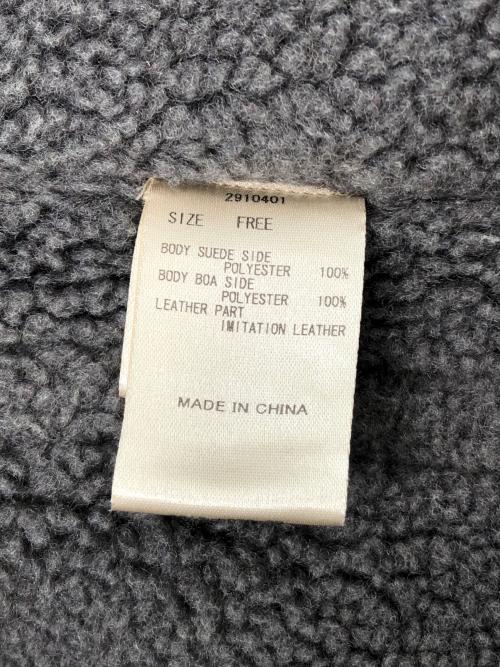 2910401
SIZE FREE
BODY SUEDE SIDE
POLYESTER 100%
BODY BOA SIDE
POLYESTER 100%
LEATHER PART
IMITATION LEATHER
MADE IN CHINA